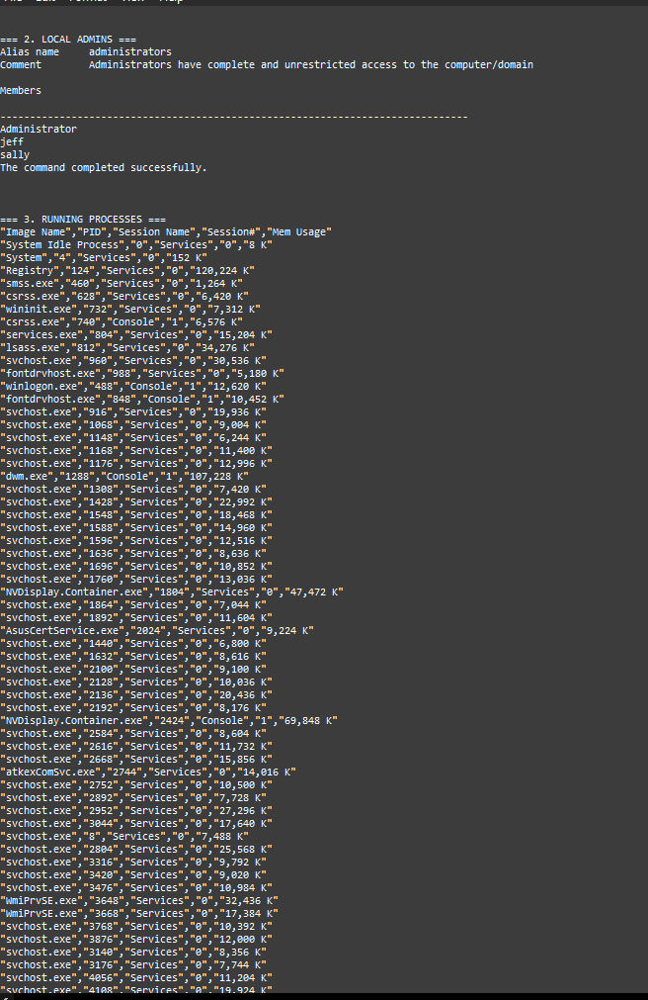 === 2. LOCAL ADMINS ===
Alias name     administrators
Comment        Administrators have complete and unrestricted access to the computer/domain
Members
-------------------------------------------------------------------------------
Administrator
jeff
sally
The command completed successfully.
=== 3. RUNNING PROCESSES ===
"Image Name","PID","Session Name","Session#","Mem Usage"
"System Idle Process","0","Services","0","8 K"
"System","4","Services","0","152 K"
"Registry","124","Services","0","120,224 K"
"smss.exe","460","Services","0","1,264 K"
"csrss.exe","628","Services","0","6,420 K"
"wininit.exe","732","Services","0","7,312 K"
"csrss.exe","740","Console","1","6,576 K"
"services.exe","804","Services","0","15,204 K"
"lsass.exe","812","Services","0","34,276 K"
"svchost.exe","960","Services","0","30,536 K"
"fontdrvhost.exe","988","Services","0","5,180 K"
"winlogon.exe","488","Console","1","12,620 K"
"fontdrvhost.exe","848","Console","1","10,452 K"
"svchost.exe","916","Services","0","19,936 K"
"svchost.exe","1068","Services","0","9,004 K"
"svchost.exe","1148","Services","0","6,244 K"
"svchost.exe","1168","Services","0","11,400 K"
"svchost.exe","1176","Services","0","12,996 K"
"dwm.exe","1288","Console","1","107,228 K"
"svchost.exe","1308","Services","0","7,420 K"
"svchost.exe","1428","Services","0","22,992 K"
"svchost.exe","1548","Services","0","18,468 K"
"svchost.exe","1588","Services","0","14,960 K"
"svchost.exe","1596","Services","0","12,516 K"
"svchost.exe","1636","Services","0","8,636 K"
"svchost.exe","1696","Services","0","10,852 K"
"svchost.exe","1760","Services","0","13,036 K"
"NVDisplay.Container.exe","1804","Services","0","47,472 K"
"svchost.exe","1864","Services","0","7,044 K"
"svchost.exe","1892","Services","0","11,604 K"
"AsusCertService.exe","2024","Services","0","9,224 K"
"svchost.exe","1440","Services","0","6,800 K"
"svchost.exe","1632","Services","0","8,616 K"
"svchost.exe","2100","Services","0","9,100 K"
"svchost.exe","2128","Services","0","10,036 K"
"svchost.exe","2136","Services","0","20,436 K"
"svchost.exe","2192","Services","0","8,176 K"
"NVDisplay.Container.exe","2424","Console","1","69,848 K"
"svchost.exe","2584","Services","0","8,604 K"
"svchost.exe","2616","Services","0","11,732 K"
"svchost.exe","2668","Services","0","15,856 K"
"atkexComSvc.exe","2744","Services","0","14,016 K"
"svchost.exe","2752","Services","0","10,500 K"
"svchost.exe","2892","Services","0","7,728 K"
"svchost.exe","2952","Services","0","27,296 K"
"svchost.exe","3044","Services","0","17,640 K"
"svchost.exe","8","Services","0","7,488 K"
"svchost.exe","2804","Services","0","25,568 K"
"svchost.exe","3316","Services","0","9,792 K"
"svchost.exe","3420","Services","0","9,020 K"
"svchost.exe","3476","Services","0","10,984 K"
"WmiPrvSE.exe","3648","Services","0","32,436 K"
"WmiPrvSE.exe","3668","Services","0","17,384 K"
"svchost.exe","3768","Services","0","10,392 K"
"svchost.exe","3876","Services","0","12,000 K"
"svchost.exe","3140","Services","0","8,356 K"
"svchost.exe","3176","Services","0","7,744 K"
"svchost.exe","4056","Services","0","11,204 K"
"svchost.exe","4108","Services","0","19,924 K"